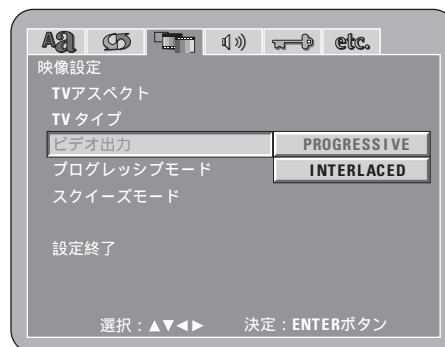 Aあ etc.
映像設定
TVアスペクト
TVタイプ
ビデオ出力 PROGRESSIVE
プログレッシブモード INTERLACED
スクイーズモード
設定終了
選択：▲▼◀▶ 決定：ENTERボタン